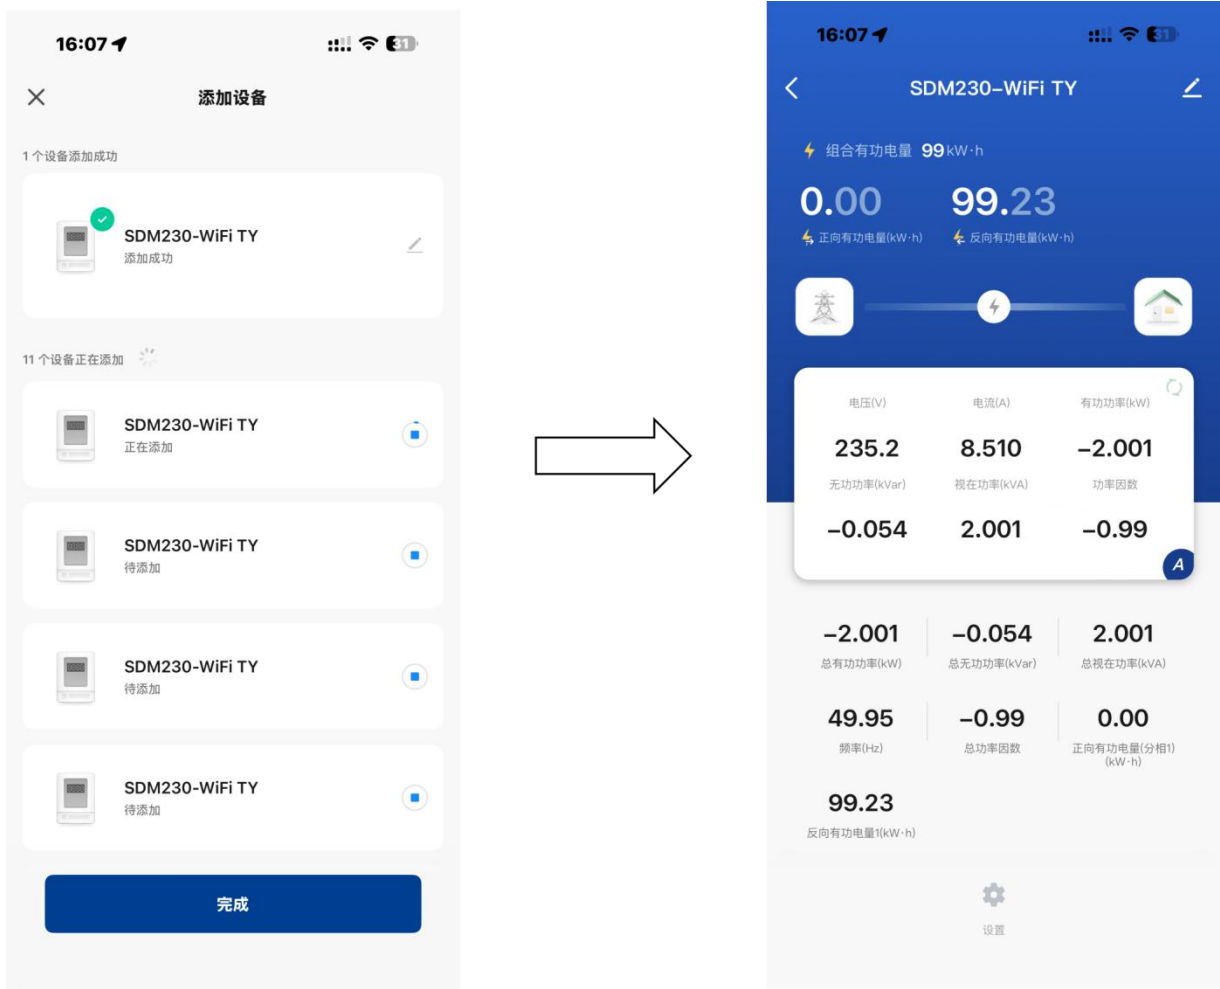 16:07
31
添加设备
1 个设备添加成功
SDM230-WiFi TY
添加成功
11 个设备正在添加
SDM230-WiFi TY
正在添加
SDM230-WiFi TY
待添加
SDM230-WiFi TY
待添加
SDM230-WiFi TY
待添加
完成
16:07
31
SDM230-WiFi TY
组合有功电量 99 kW·h
0.00 99.23
正向有功电量(kW·h) 反向有功电量(kW·h)
电压(V) 电流(A) 有功功率(kW)
235.2 8.510 -2.001
无功功率(kVar) 视在功率(kVA) 功率因数
-0.054 2.001 -0.99
A
-2.001 -0.054 2.001
总有功功率(kW) 总无功功率(kVar) 总视在功率(kVA)
49.95 -0.99 0.00
频率(Hz) 总功率因数 正向有功电量(分相1)
(kW·h)
99.23
反向有功电量1(kW·h)
设置